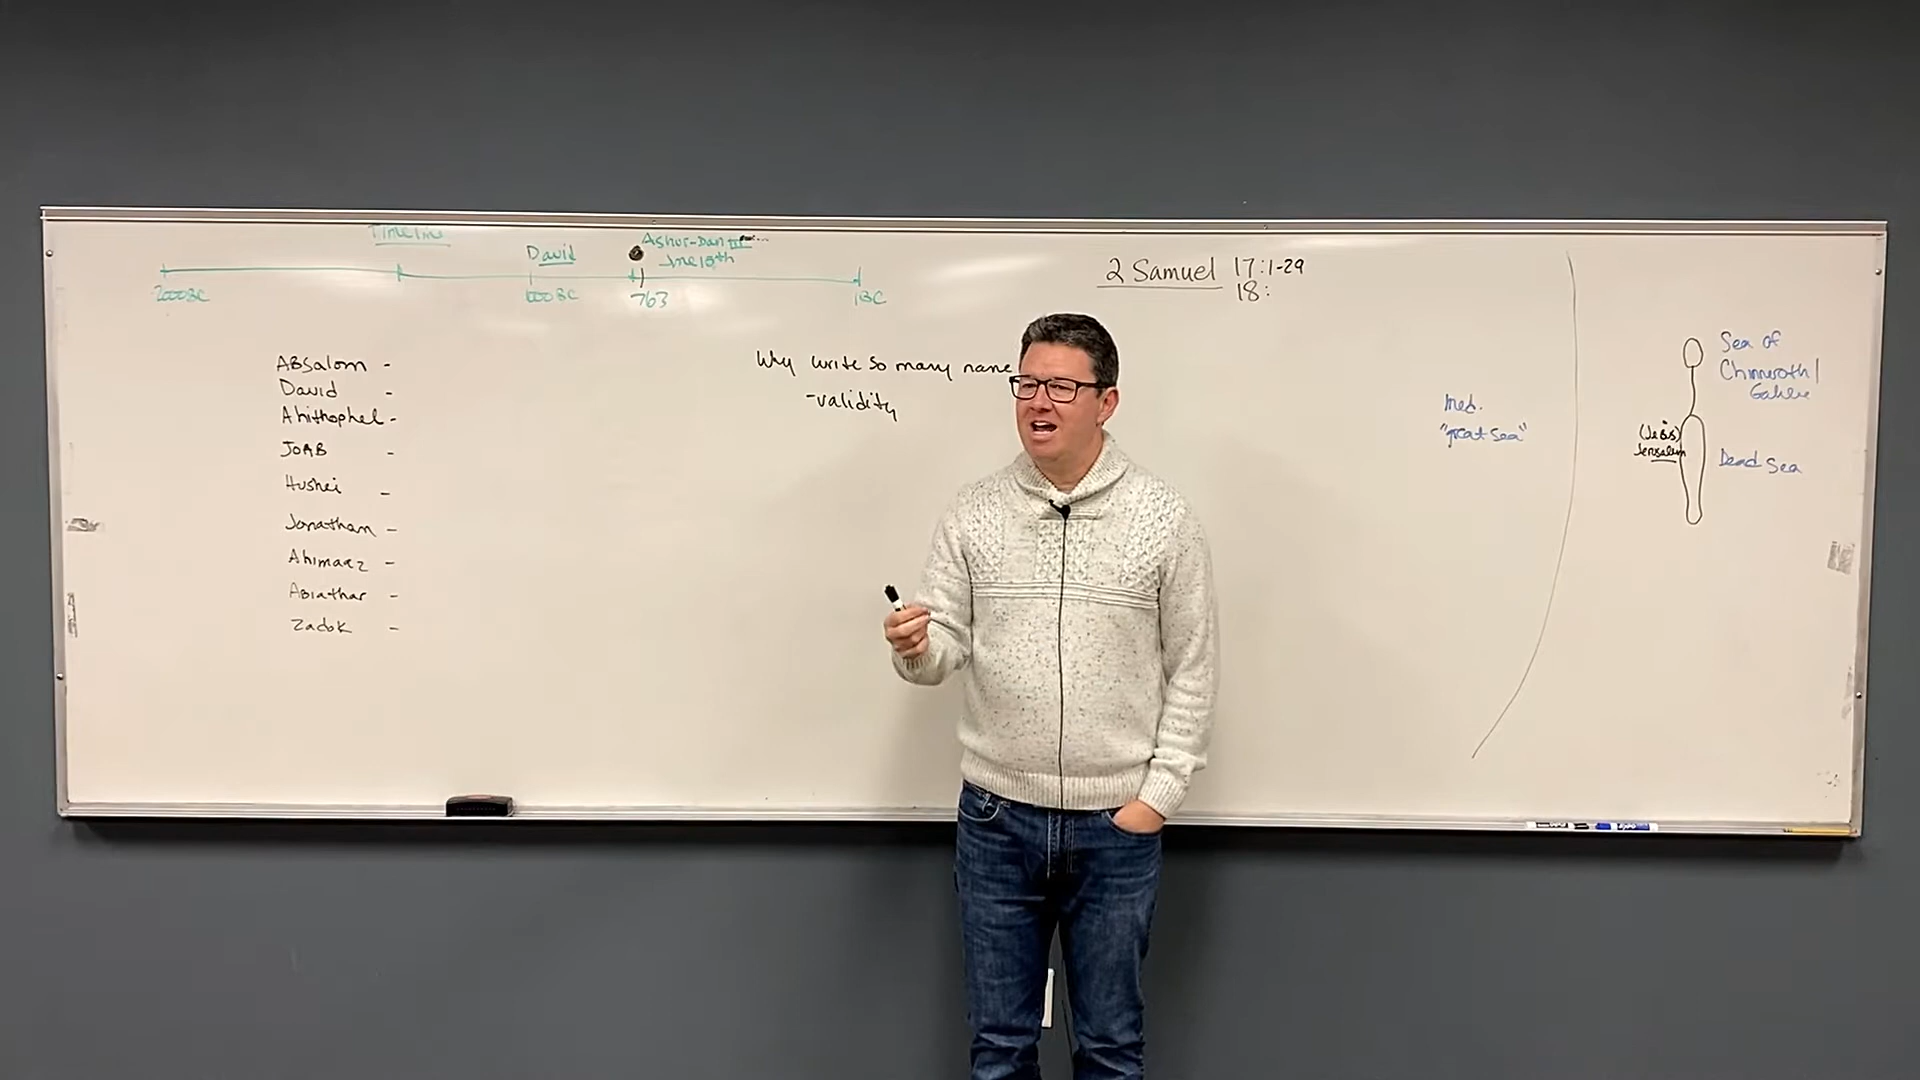 Timeline
David
Ashur-Dan III
June 15th
2000BC
1000BC
763
1BC
2 Samuel 17:1-29
18:
ABSalom -
David -
Ahithophel -
JOAB -
Hushai -
Jonathan -
Ahimaaz -
Abiathar -
Zadok -
Why write so many name
-validity
Med.
"great Sea"
Sea of
Chinnroth/
Galilee
(Jebus)
Jerusalem
Dead Sea